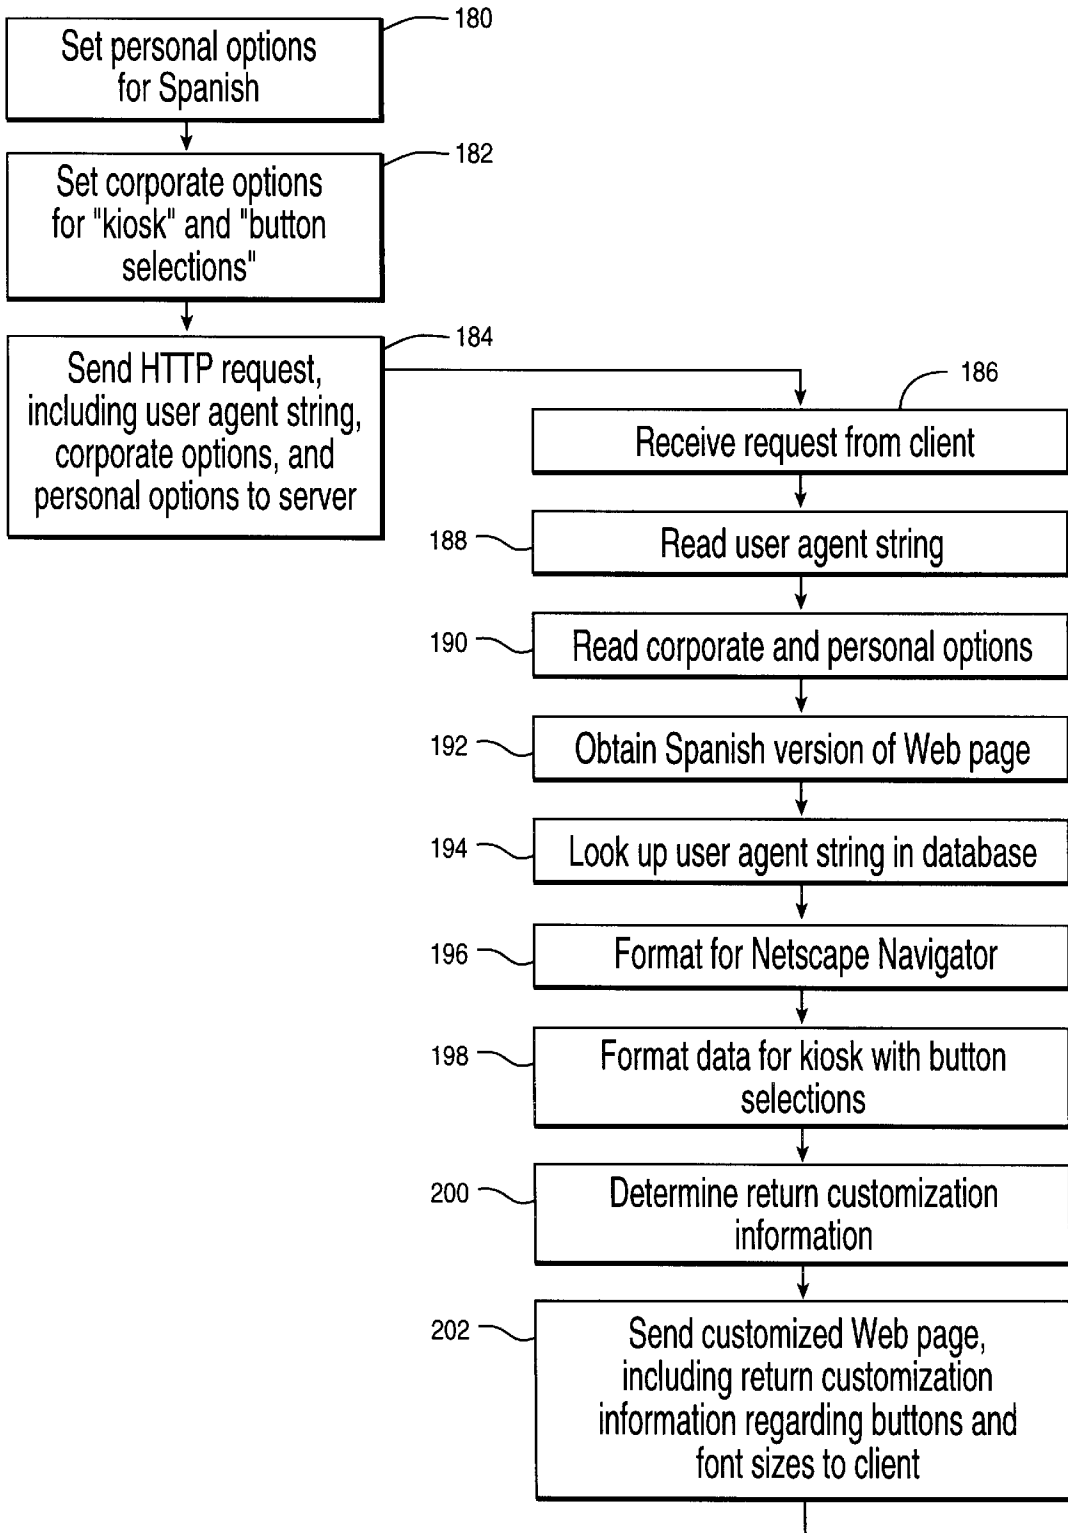 180
Set personal options
for Spanish
182
Set corporate options
for "kiosk" and "button
selections"
184
Send HTTP request,
including user agent string,
corporate options, and
personal options to server
186
Receive request from client
188
Read user agent string
190
Read corporate and personal options
192
Obtain Spanish version of Web page
194
Look up user agent string in database
196
Format for Netscape Navigator
198
Format data for kiosk with button
selections
200
Determine return customization
information
202
Send customized Web page,
including return customization
information regarding buttons and
font sizes to client